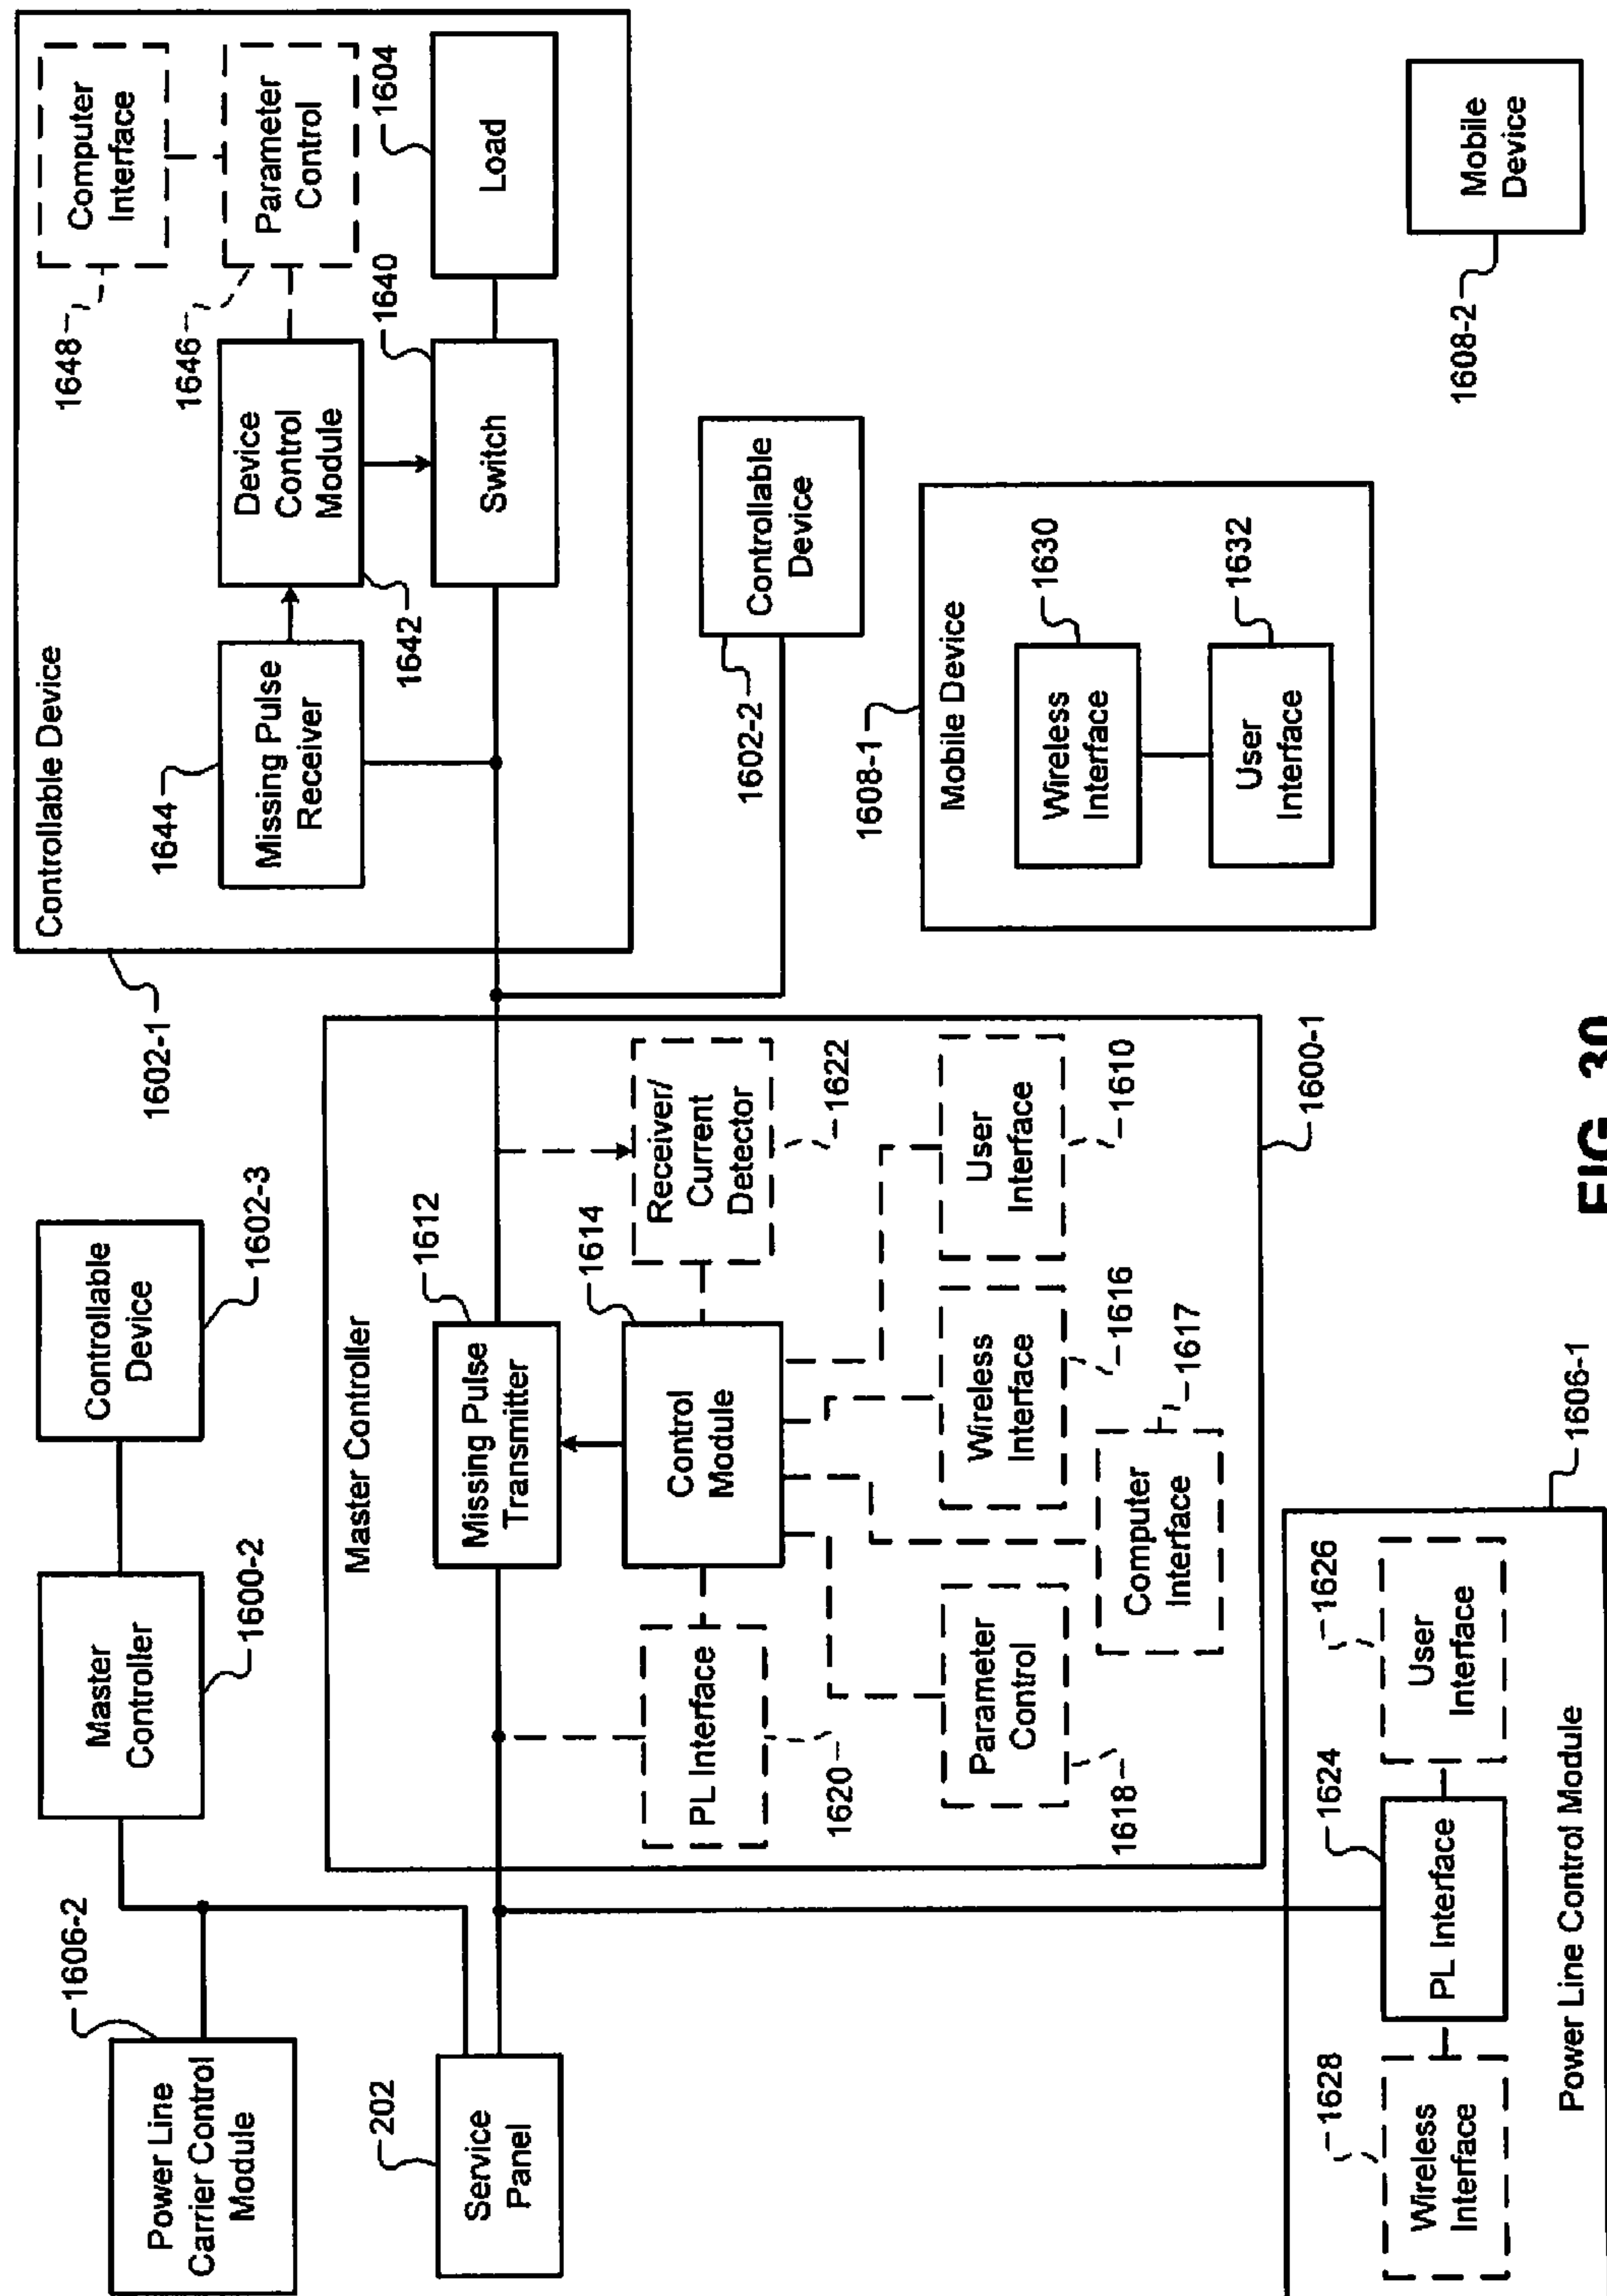 Power Line
Carrier Control
Module
1606-2
Master
Controller
1600-2
Controllable
Device
1602-3
202
Service
Panel
Master Controller
1612
Missing Pulse
Transmitter
1614
Control
Module
PL Interface
1620
Receiver/
Current
Detector
1622
Parameter
Control
1618
Computer
Interface
1617
Wireless
Interface
1616
User
Interface
1610
1600-1
1602-1
Controllable Device
1644
Missing Pulse
Receiver
Device
Control
Module
1642
1648
Computer
Interface
1646
Parameter
Control
1640
Switch
1604
Load
Controllable
Device
1602-2
1608-1
Mobile Device
Wireless
Interface
1630
User
Interface
1632
Mobile
Device
1608-2
1606-1
1628
Wireless
Interface
1624
PL Interface
1626
User
Interface
Power Line Control Module
FIG. 30